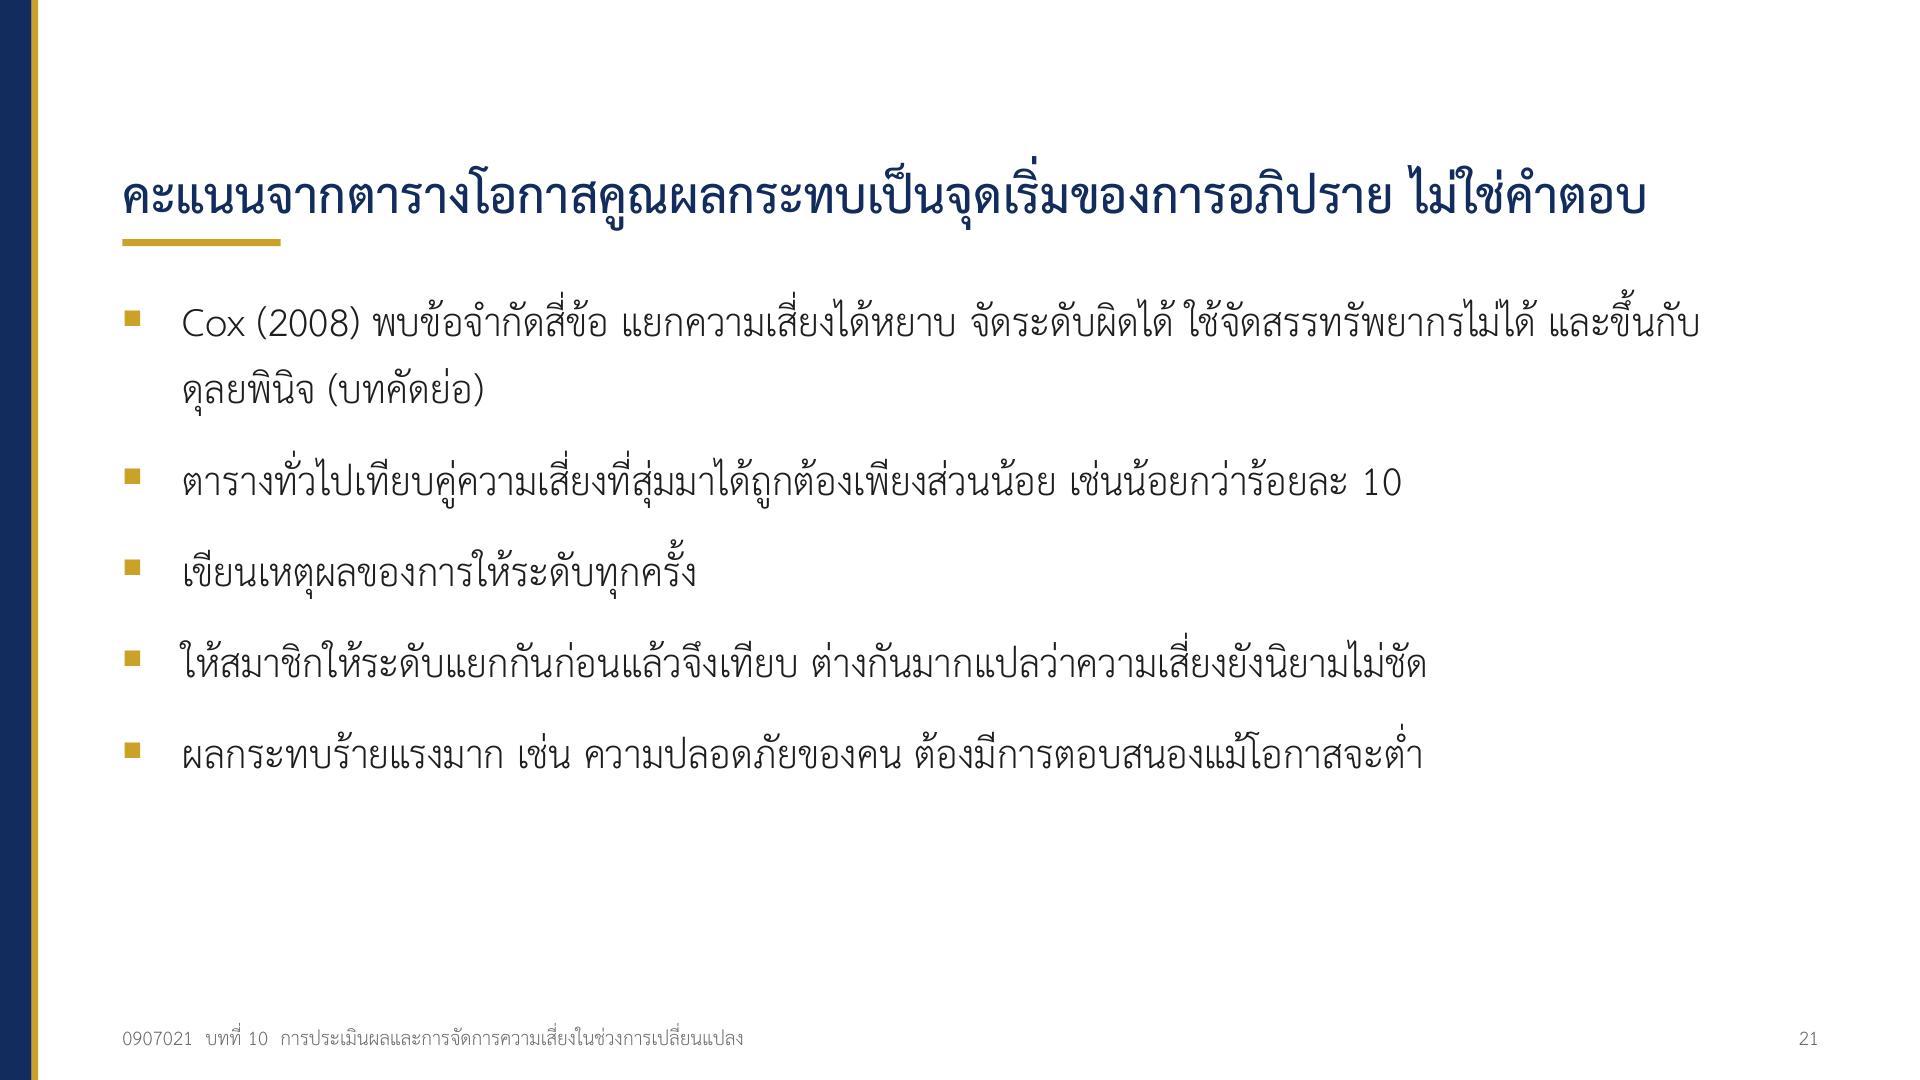 คะแนนจากตารางโอกาสคูณผลกระทบเป็นจุดเริ่มของการอภิปราย ไม่ใช่คำตอบ
Cox (2008) พบข้อจำกัดสี่ข้อ แยกความเสี่ยงได้หยาบ จัดระดับผิดได้ ใช้จัดสรรทรัพยากรไม่ได้ และขึ้นกับ
ดุลยพินิจ (บทคัดย่อ)
ตารางทั่วไปเทียบคู่ความเสี่ยงที่สุ่มมาได้ถูกต้องเพียงส่วนน้อย เช่นน้อยกว่าร้อยละ 10
เขียนเหตุผลของการให้ระดับทุกครั้ง
ให้สมาชิกให้ระดับแยกกันก่อนแล้วจึงเทียบ ต่างกันมากแปลว่าความเสี่ยงยังนิยามไม่ชัด
ผลกระทบร้ายแรงมาก เช่น ความปลอดภัยของคน ต้องมีการตอบสนองแม้โอกาสจะต่ำ
0907021 บทที่ 10 การประเมินผลและการจัดการความเสี่ยงในช่วงการเปลี่ยนแปลง
21